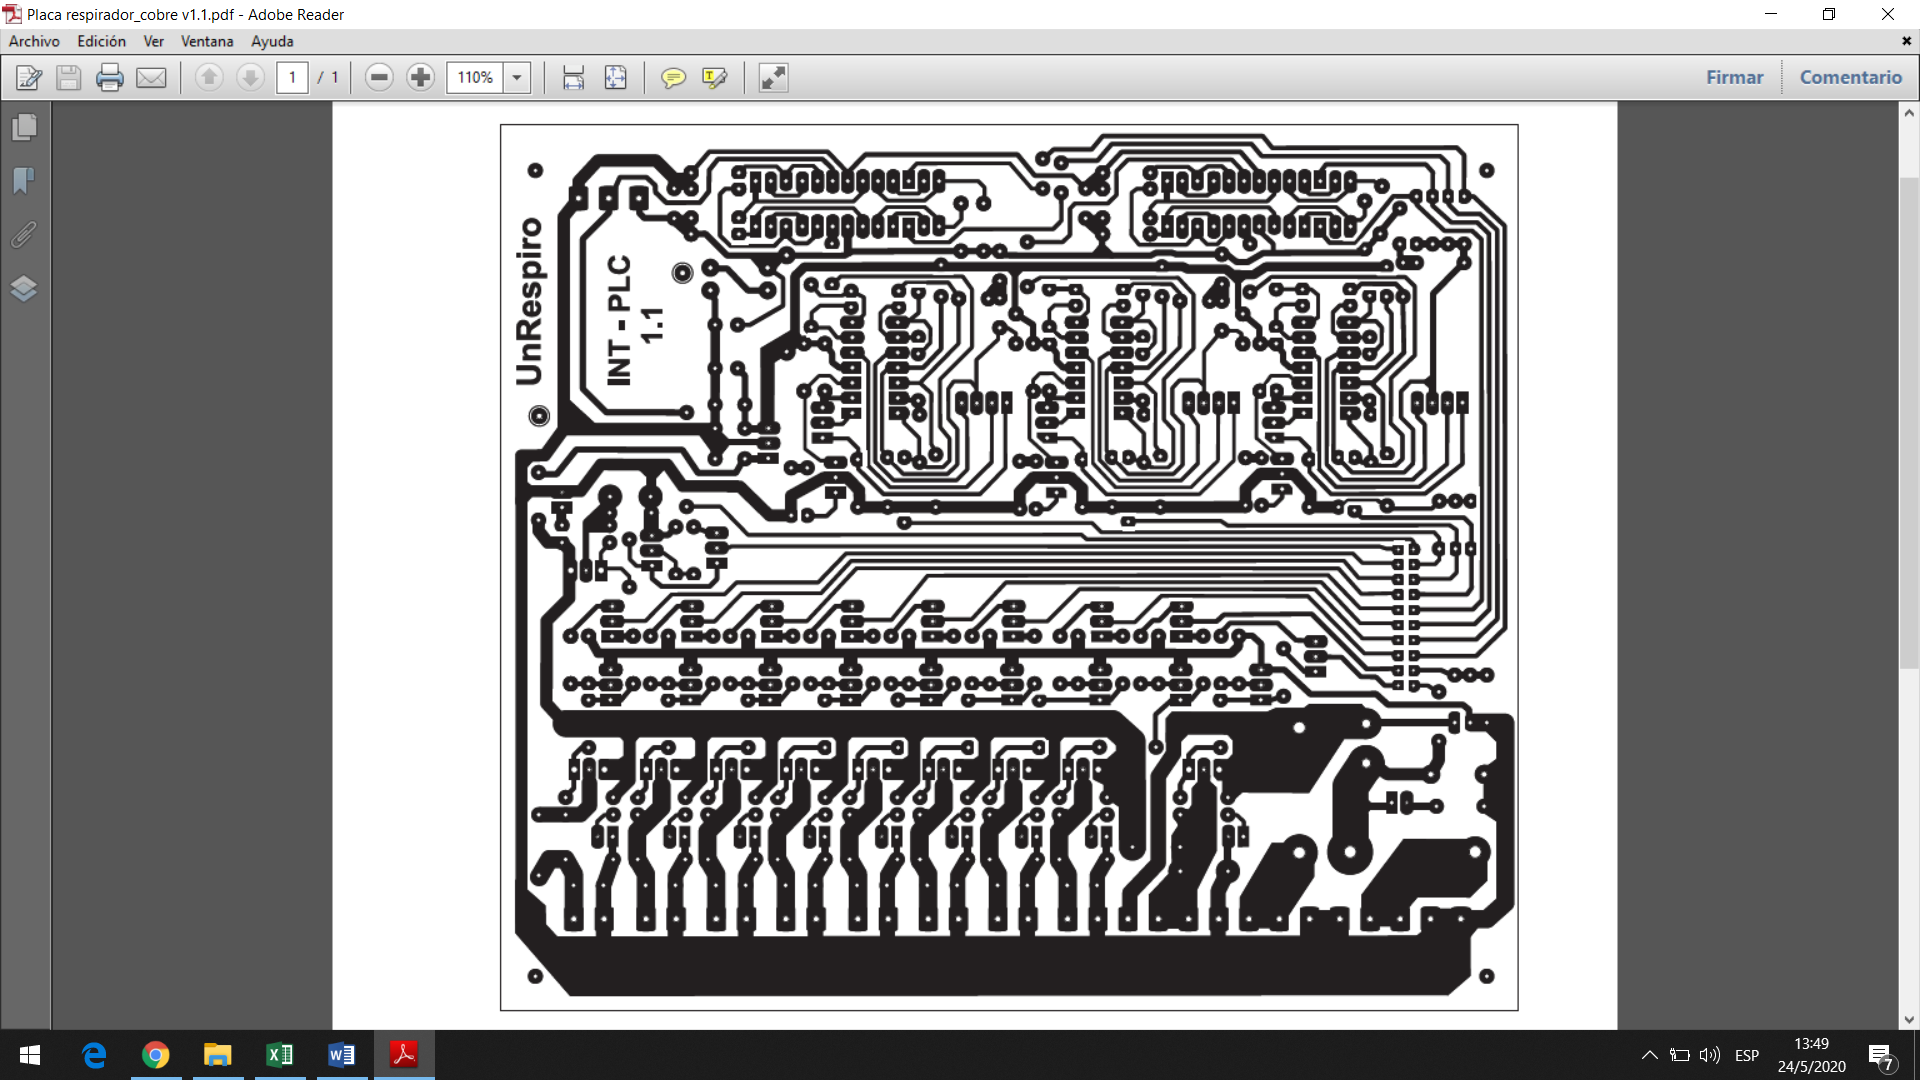 Placa respirador_cobre v1.1.pdf - Adobe Reader
Archivo Edición Ver Ventana Ayuda
1 / 1 110% Firmar Comentario
UnRespiro
INT - PLC
1.1
ESP
13:49
24/5/2020
7